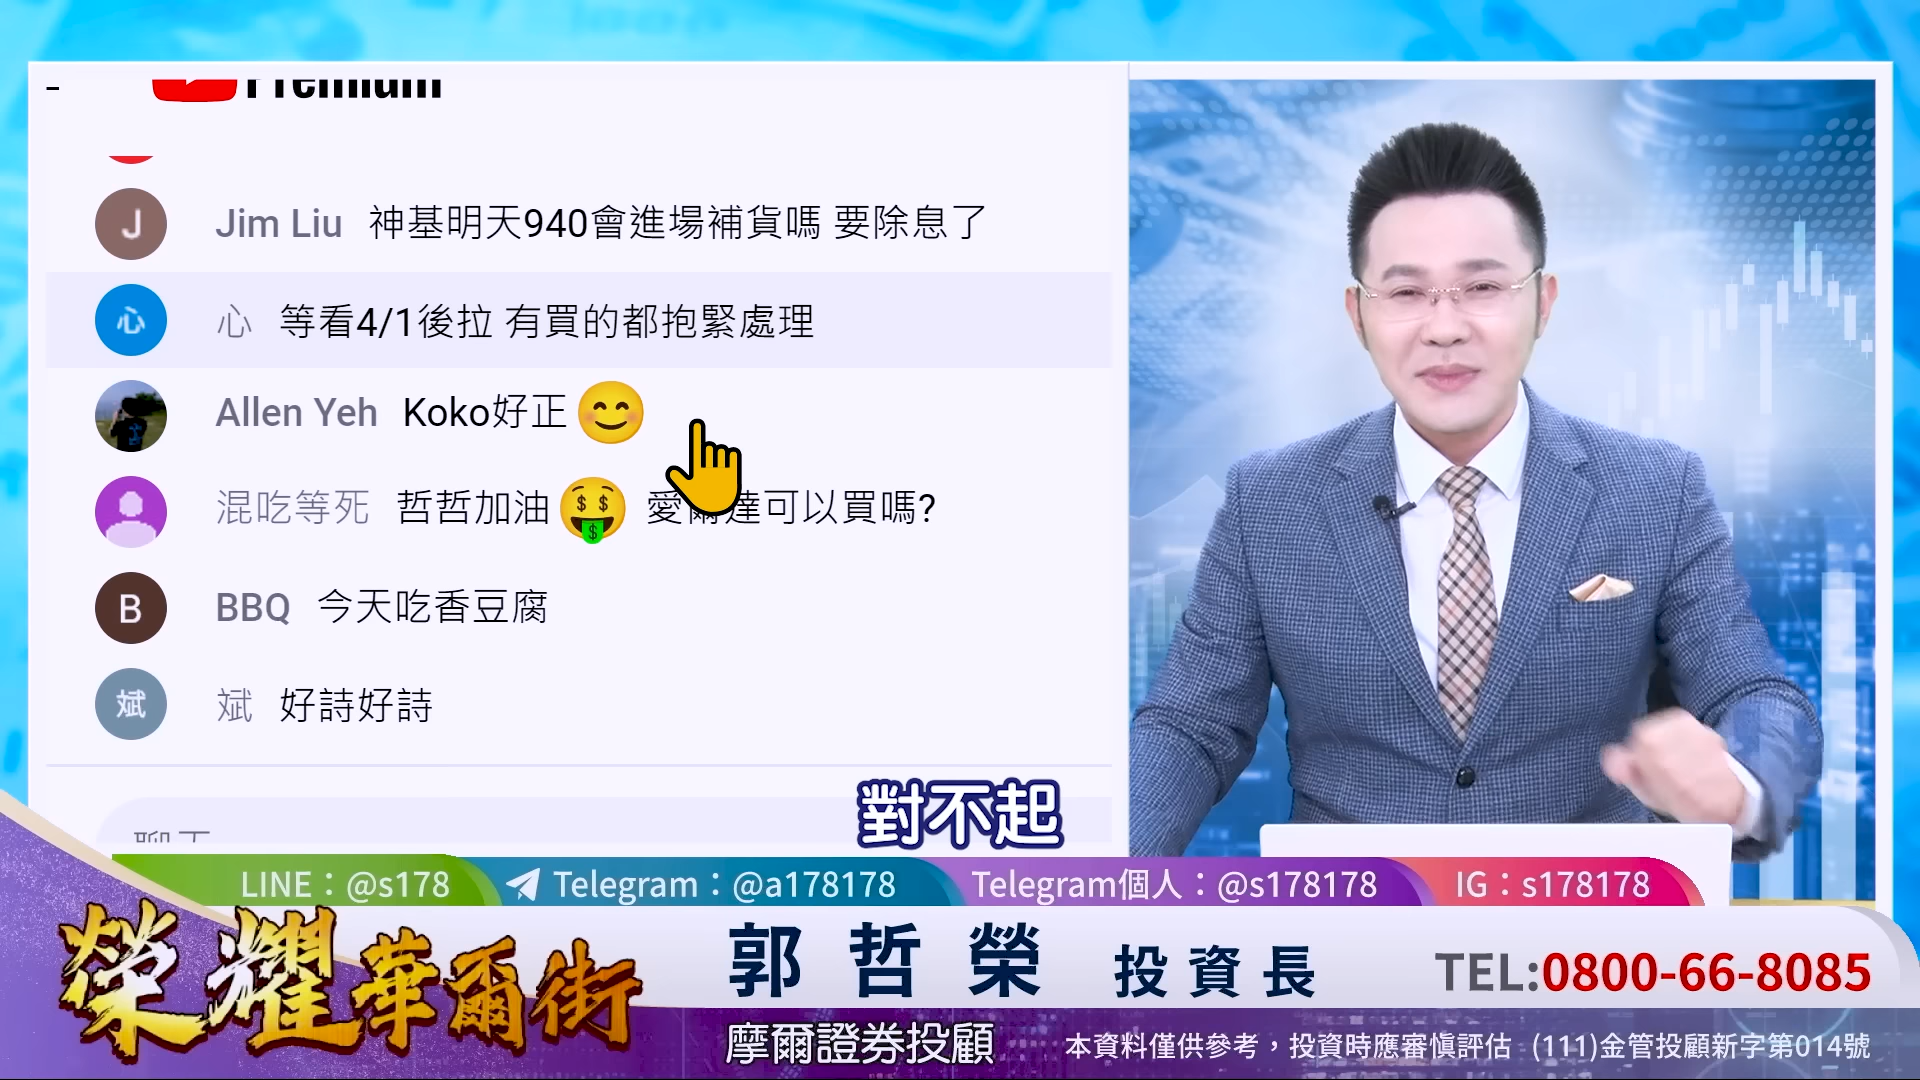 Premium
J Jim Liu 神基明天940會進場補貨嗎 要除息了
心 心 等看4/1後拉 有買的都抱緊處理
Allen Yeh Koko好正😊
混吃等死 哲哲加油🤑 愛爾達可以買嗎?
B BBQ 今天吃香豆腐
斌 斌 好詩好詩
對不起
LINE:@s178 Telegram:@a178178 Telegram個人:@s178178 IG:s178178
榮耀華爾街
郭哲榮 投資長 TEL:0800-66-8085
摩爾證券投顧 本資料僅供參考,投資時應審慎評估 (111)金管投顧新字第014號